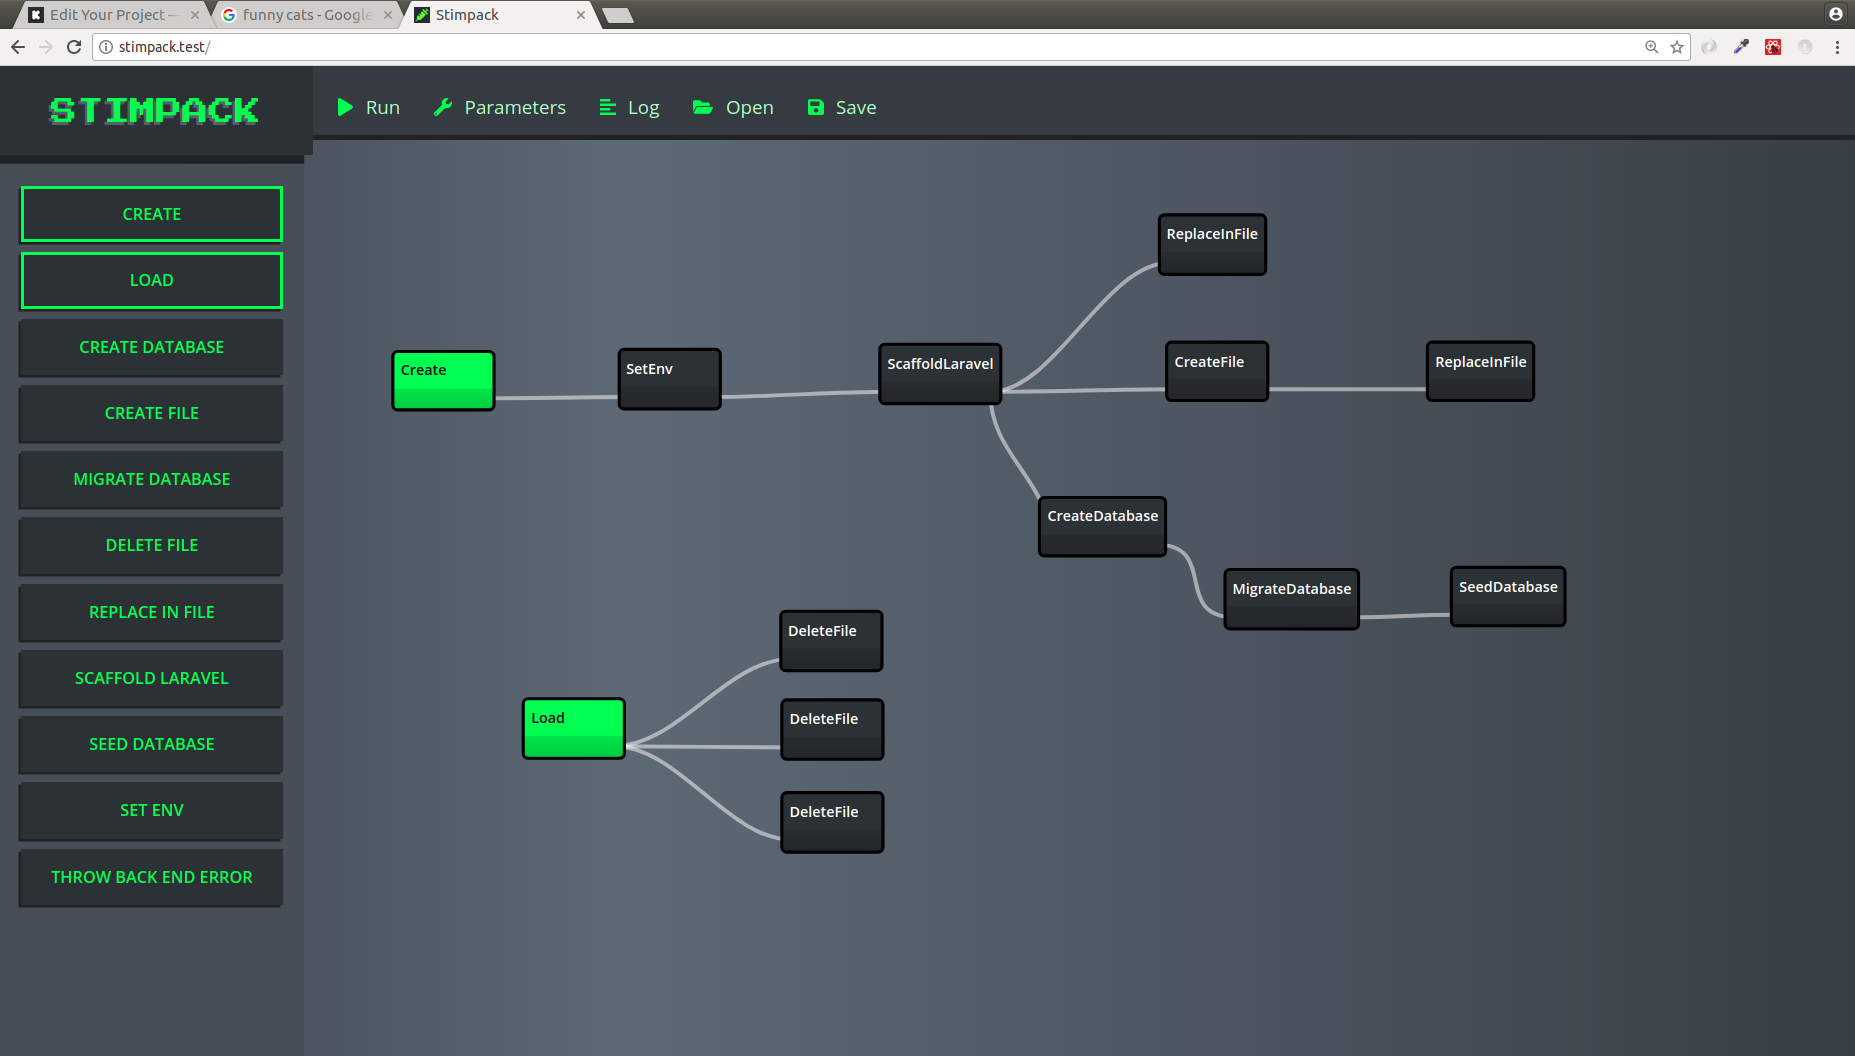 Edit Your Project —
funny cats - Google
Stimpack
stimpack.test/
STIMPACK
Run
Parameters
Log
Open
Save
CREATE
LOAD
CREATE DATABASE
CREATE FILE
MIGRATE DATABASE
DELETE FILE
REPLACE IN FILE
SCAFFOLD LARAVEL
SEED DATABASE
SET ENV
THROW BACK END ERROR
ReplaceInFile
Create
SetEnv
ScaffoldLaravel
CreateFile
ReplaceInFile
CreateDatabase
MigrateDatabase
SeedDatabase
DeleteFile
Load
DeleteFile
DeleteFile